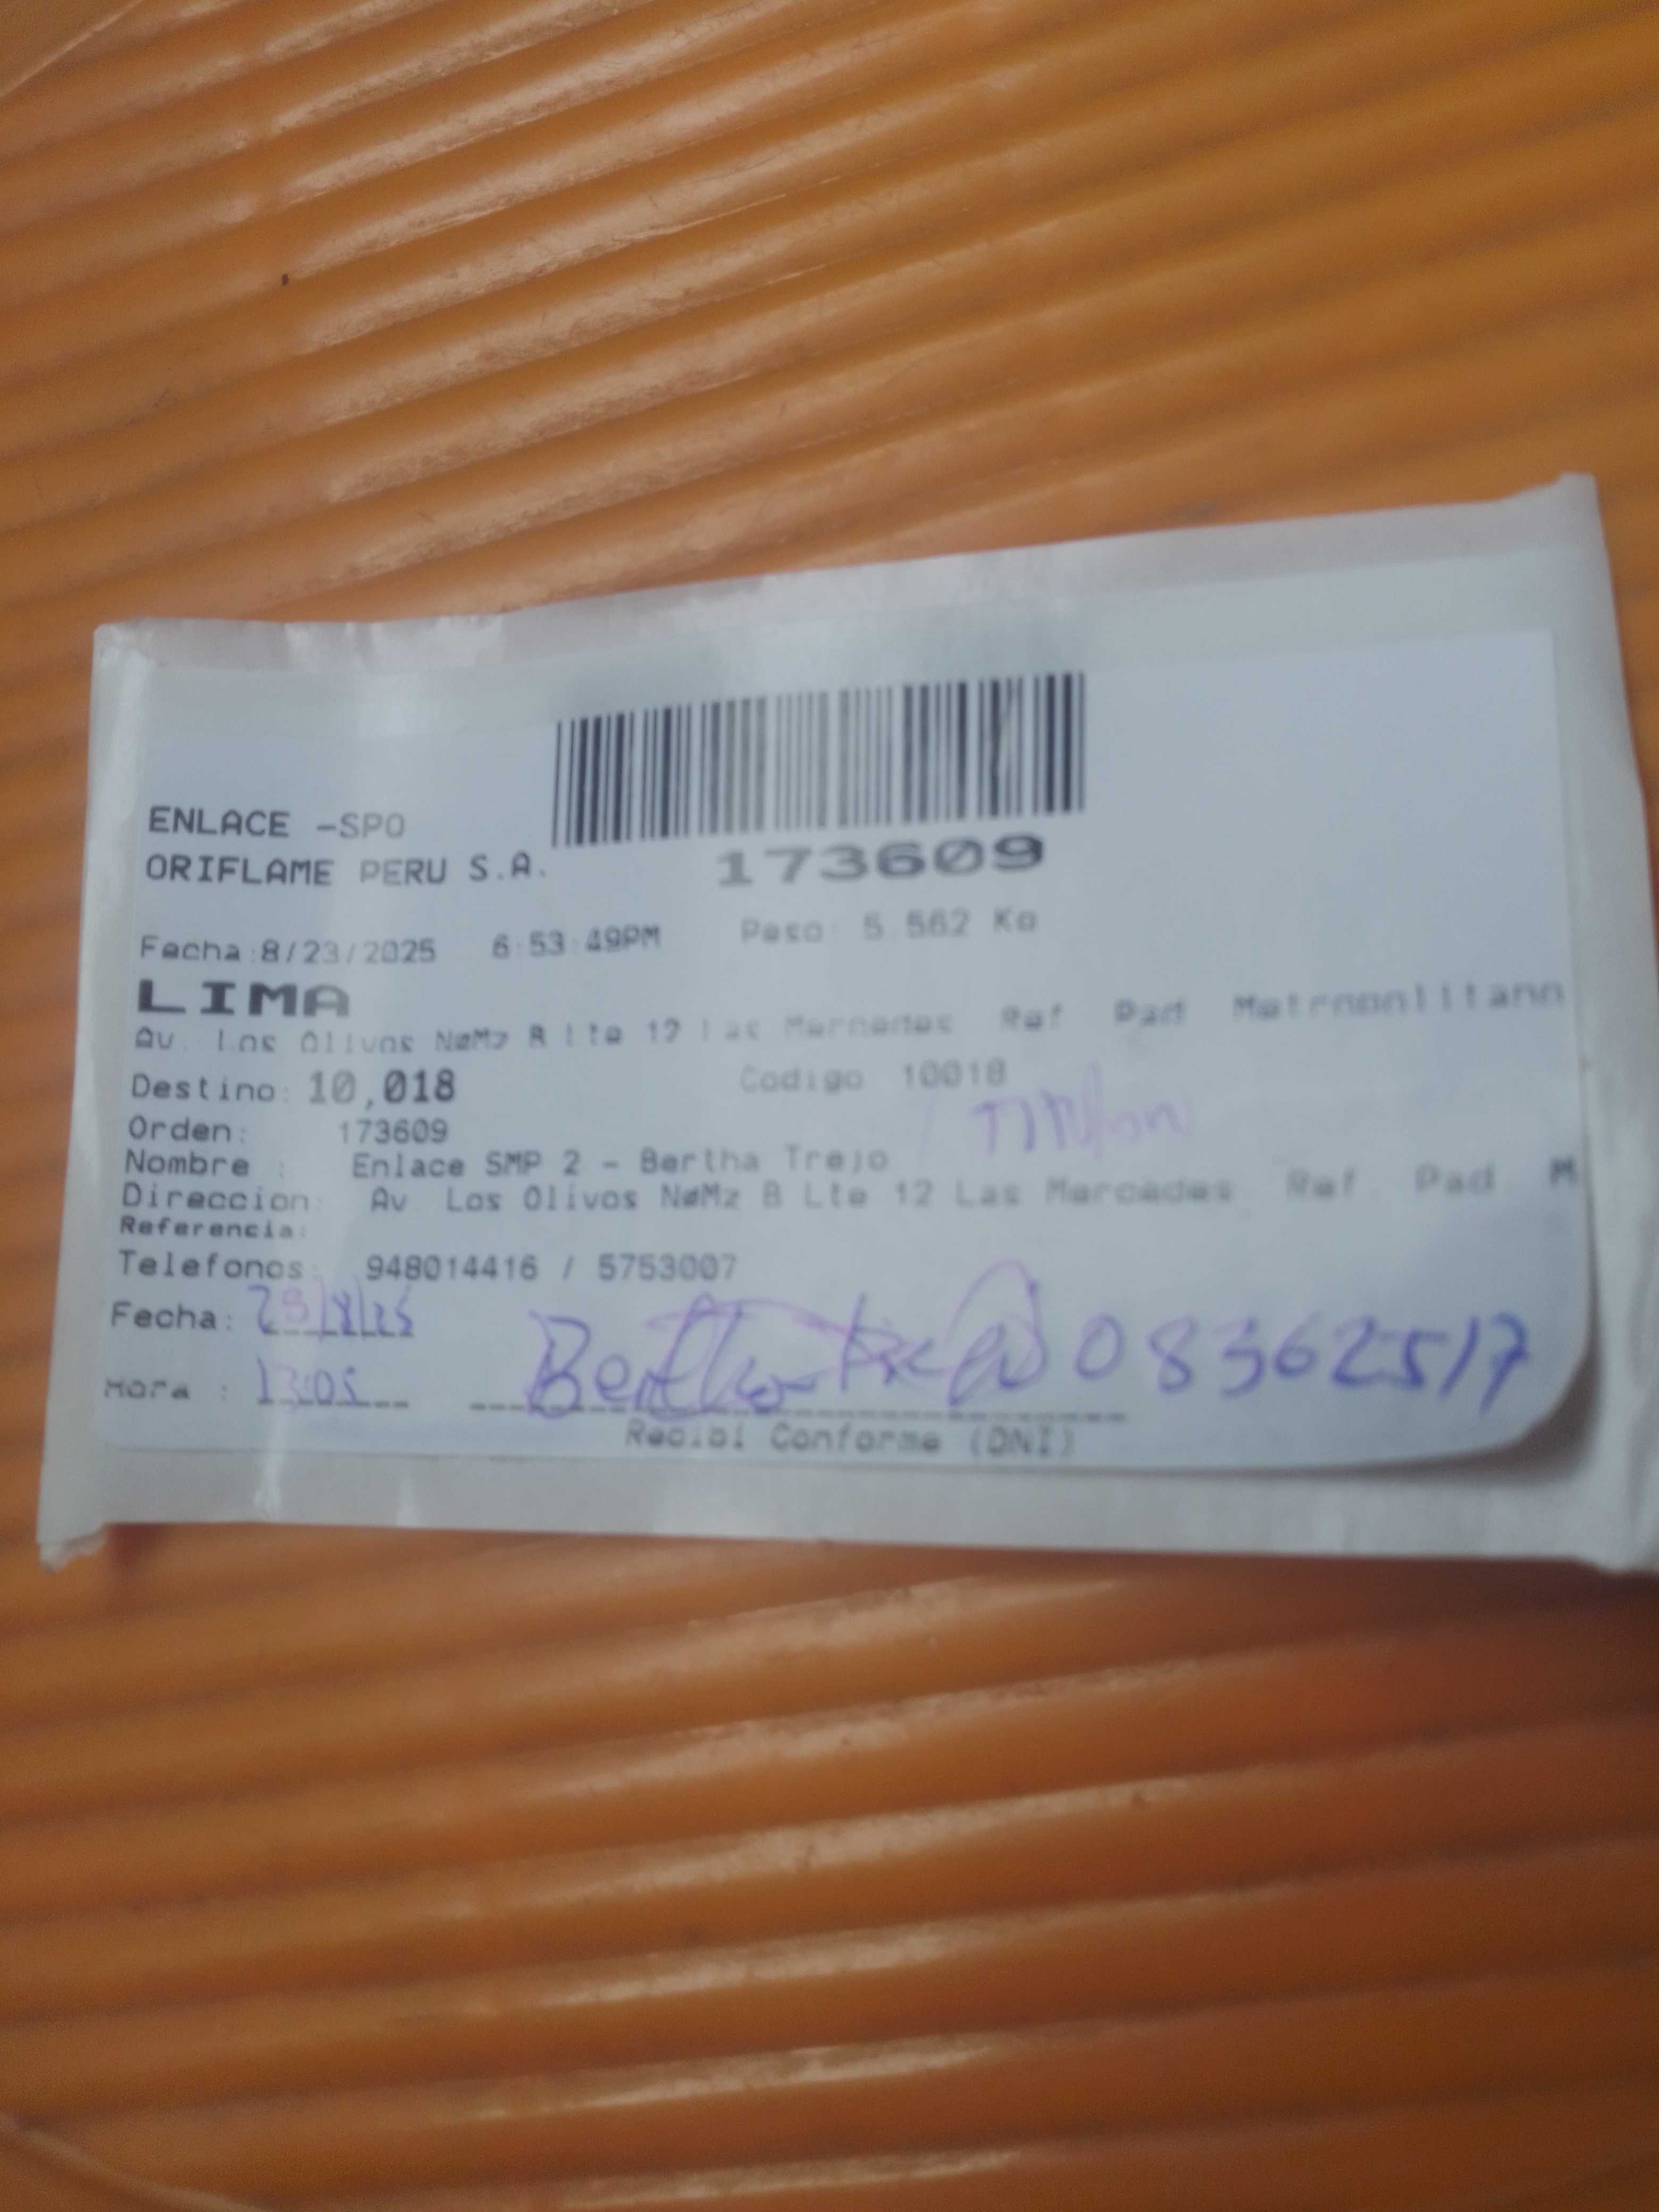 ENLACE -SPO
ORIFLAME PERU S.A.
173609
Fecha:8/23/2025 6:53:49PM Peso: 5.562 Kg
LIMA
Av. Los Olivos NøMz B Lte 12 Las Mercedes Ref Pad Metropolitano
Destino: 10,018 Codigo 10018
Orden: 173609
Nombre : Enlace SMP 2 - Bertha Trejo
Direccion: Av. Los Olivos NøMz B Lte 12 Las Mercedes Ref Pad M
Referencia:
Telefonos: 948014416 / 5753007
Fecha: 25/8/25
Hora : 13:05 Bertha Trejo 08362517
Recibi Conforme (DNI)